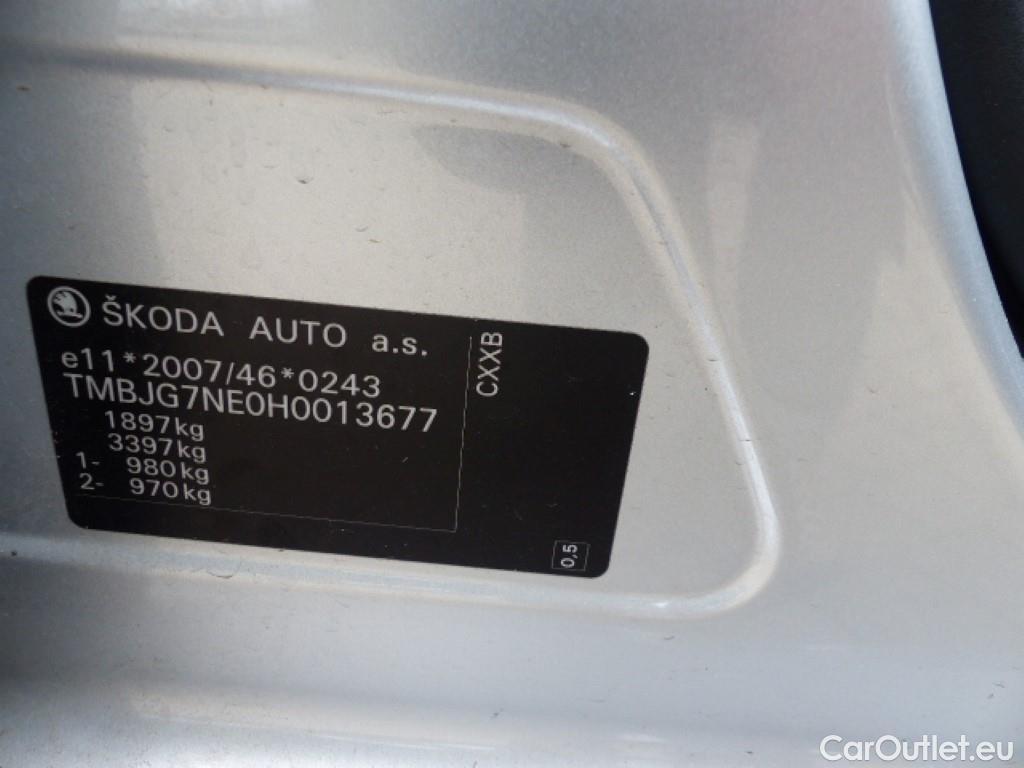 ŠKODA AUTO a.s.
e11*2007/46*0243
TMBJG7NE0H0013677
1897kg
3397kg
1- 980kg
2- 970kg
CXXB
0,5
CarOutlet.eu